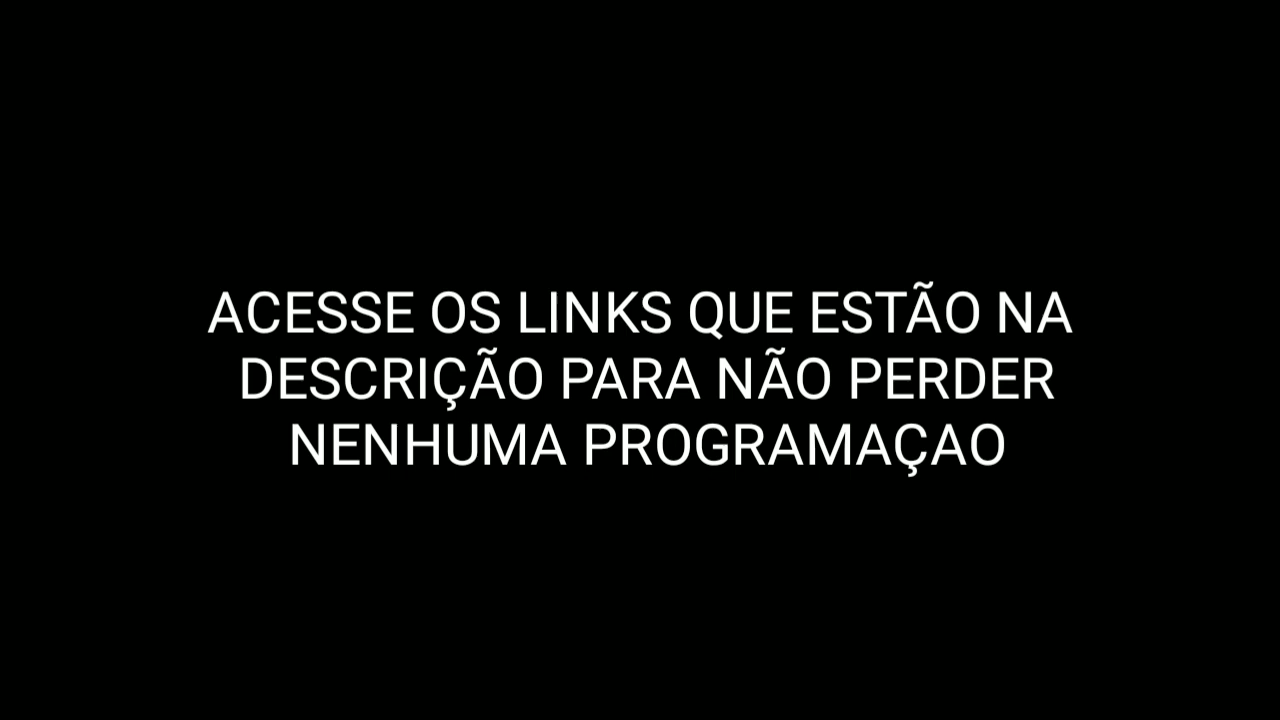 ACESSE OS LINKS QUE ESTÃO NA
DESCRIÇÃO PARA NÃO PERDER
NENHUMA PROGRAMAÇAO